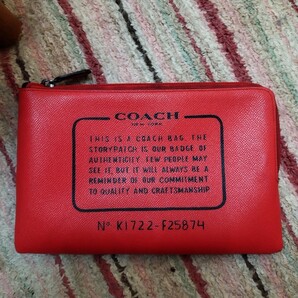 COACH
NEW YORK
THIS IS A COACH BAG. THE
STORYPATCH IS OUR BADGE OF
AUTHENTICITY. FEW PEOPLE MAY
SEE IT, BUT IT WILL ALWAYS BE A
REMINDER OF OUR COMMITMENT
TO QUALITY AND CRAFTSMANSHIP
Nº K1722-F25874